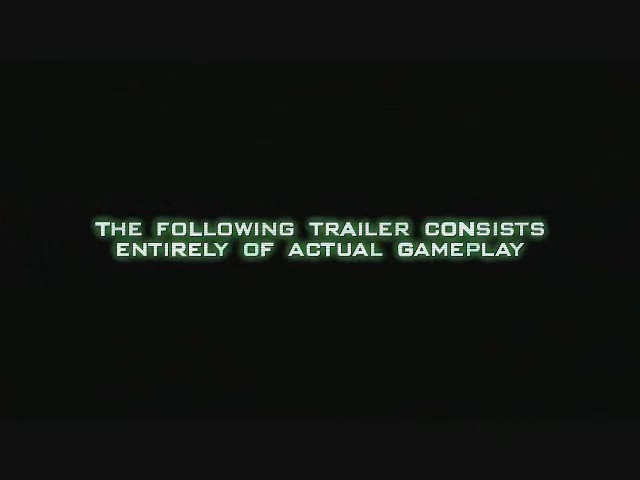 THE FOLLOWING TRAILER CONSISTS
ENTIRELY OF ACTUAL GAMEPLAY